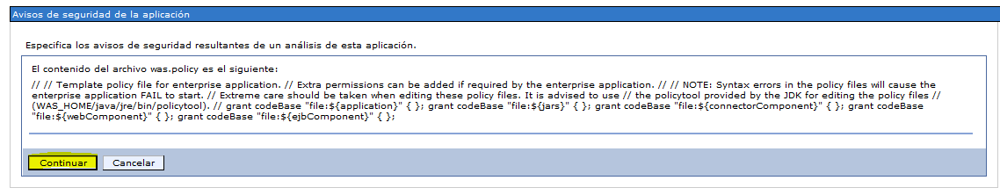 Avisos de seguridad de la aplicación
Especifica los avisos de seguridad resultantes de un análisis de esta aplicación.
El contenido del archivo was.policy es el siguiente:
// // Template policy file for enterprise application. // Extra permissions can be added if required by the enterprise application. // // NOTE: Syntax errors in the policy files will cause the
enterprise application FAIL to start. // Extreme care should be taken when editing these policy files. It is advised to use // the policytool provided by the JDK for editing the policy files //
(WAS_HOME/java/jre/bin/policytool). // grant codeBase "file:${application}" { }; grant codeBase "file:${jars}" { }; grant codeBase "file:${connectorComponent}" { }; grant codeBase
"file:${webComponent}" { }; grant codeBase "file:${ejbComponent}" { };
Continuar Cancelar